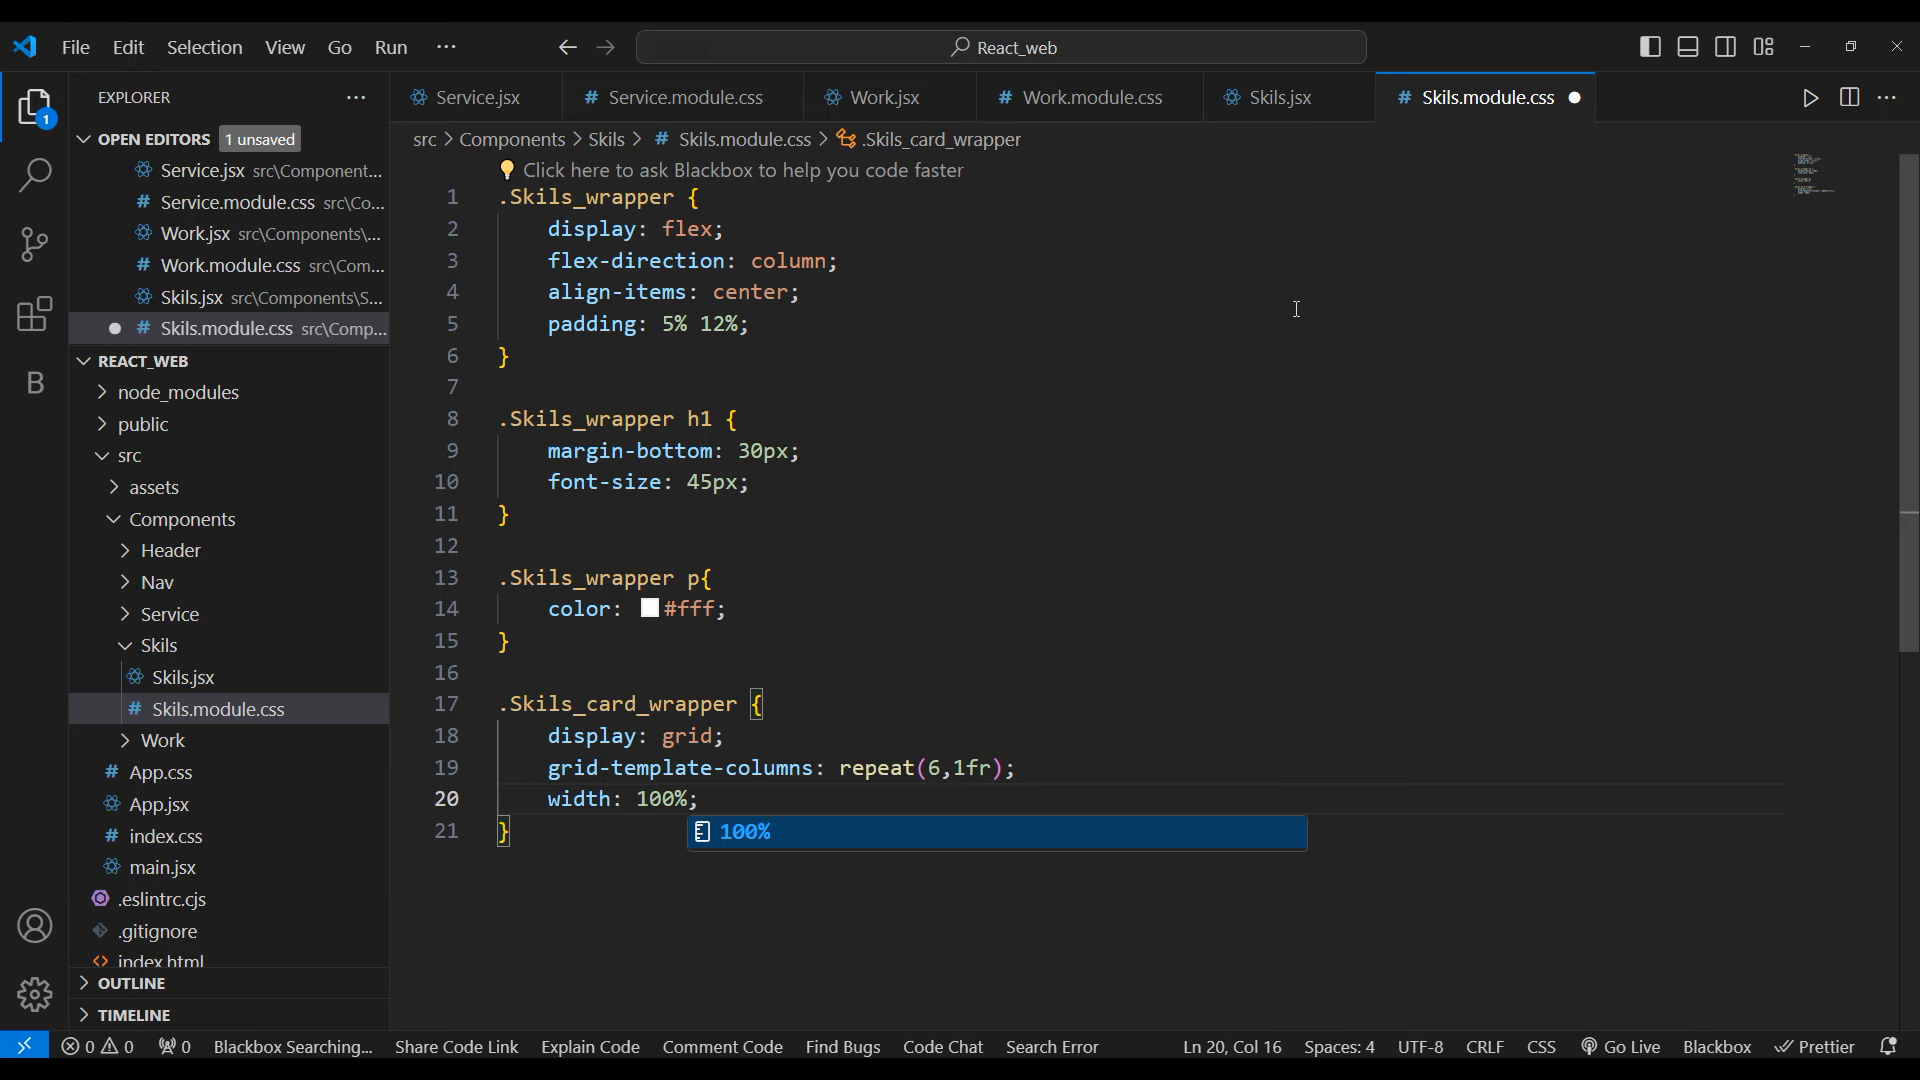 File Edit Selection View Go Run ··· React_web
EXPLORER ···
1
OPEN EDITORS 1 unsaved
Service.jsx src\Component...
Service.module.css src\Co...
Work.jsx src\Components\...
Work.module.css src\Com...
Skils.jsx src\Components\S...
Skils.module.css src\Comp...
REACT_WEB
node_modules
public
src
assets
Components
Header
Nav
Service
Skils
Skils.jsx
Skils.module.css
Work
App.css
App.jsx
index.css
main.jsx
.eslintrc.cjs
.gitignore
index.html
OUTLINE
TIMELINE
Service.jsx Service.module.css Work.jsx Work.module.css Skils.jsx Skils.module.css
src > Components > Skils > Skils.module.css > .Skils_card_wrapper
Click here to ask Blackbox to help you code faster
1 .Skils_wrapper {
2 display: flex;
3 flex-direction: column;
4 align-items: center;
5 padding: 5% 12%;
6 }
7
8 .Skils_wrapper h1 {
9 margin-bottom: 30px;
10 font-size: 45px;
11 }
12
13 .Skils_wrapper p{
14 color: #fff;
15 }
16
17 .Skils_card_wrapper {
18 display: grid;
19 grid-template-columns: repeat(6,1fr);
20 width: 100%;
21 }
100%
0 0 0 Blackbox Searching... Share Code Link Explain Code Comment Code Find Bugs Code Chat Search Error Ln 20, Col 16 Spaces: 4 UTF-8 CRLF CSS Go Live Blackbox Prettier